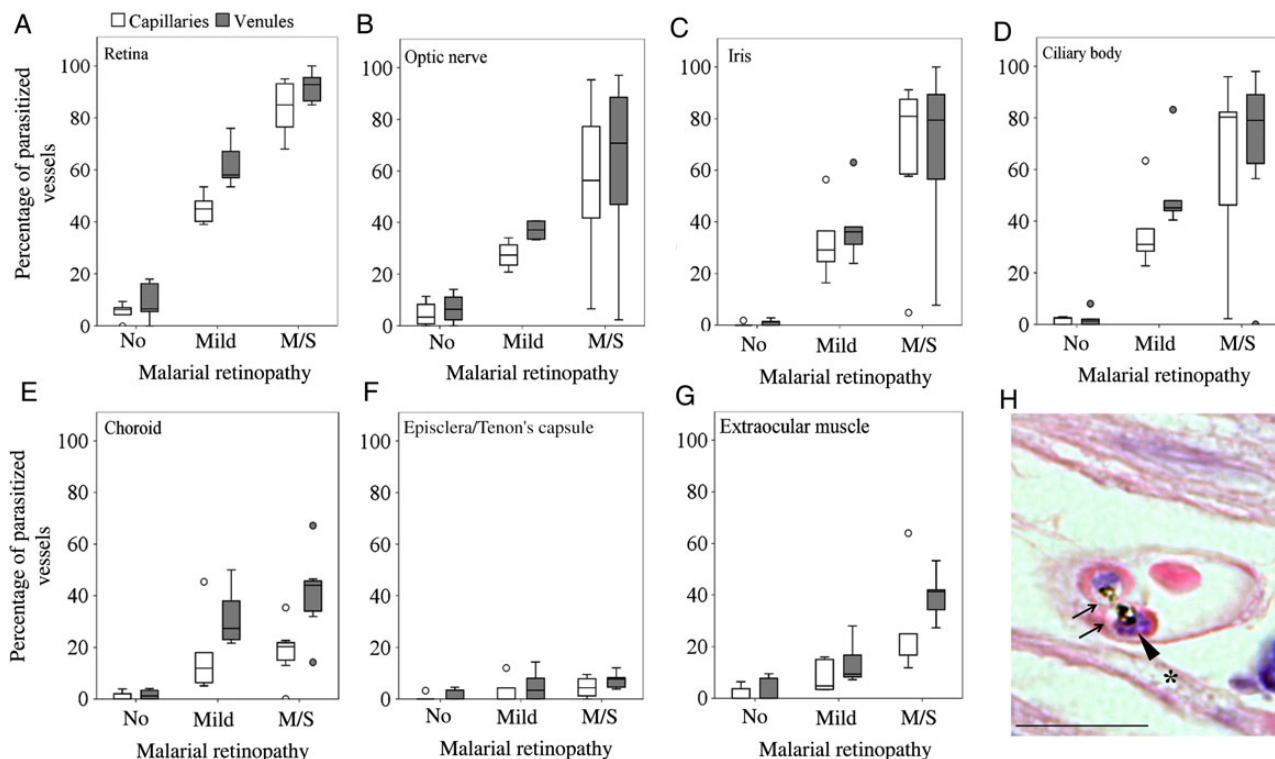 A
Capillaries Venules
Retina
100
80
60
40
20
0
No Mild M/S
Malarial retinopathy
Percentage of parasitized
vessels
B
Optic nerve
100
80
60
40
20
0
No Mild M/S
Malarial retinopathy
C
Iris
100
80
60
40
20
0
No Mild M/S
Malarial retinopathy
D
Ciliary body
100
80
60
40
20
0
No Mild M/S
Malarial retinopathy
E
Choroid
100
80
60
40
20
0
No Mild M/S
Malarial retinopathy
Percentage of parasitized
vessels
F
Episclera/Tenon's capsule
100
80
60
40
20
0
No Mild M/S
Malarial retinopathy
G
Extraocular muscle
100
80
60
40
20
0
No Mild M/S
Malarial retinopathy
H
*